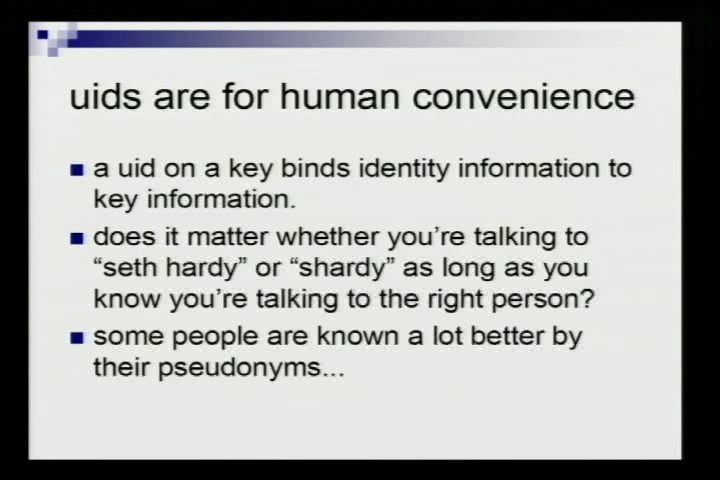 uids are for human convenience
a uid on a key binds identity information to
key information.
does it matter whether you're talking to
“seth hardy” or “shardy” as long as you
know you're talking to the right person?
some people are known a lot better by
their pseudonyms...